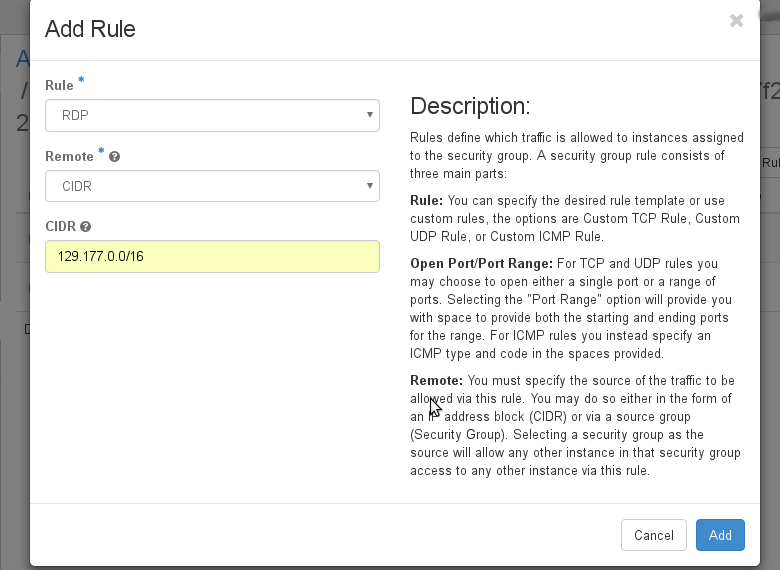 Add Rule
Rule *
RDP
Remote *
CIDR
CIDR
129.177.0.0/16
Description:
Rules define which traffic is allowed to instances assigned
to the security group. A security group rule consists of
three main parts:
Rule: You can specify the desired rule template or use
custom rules, the options are Custom TCP Rule, Custom
UDP Rule, or Custom ICMP Rule.
Open Port/Port Range: For TCP and UDP rules you
may choose to open either a single port or a range of
ports. Selecting the "Port Range" option will provide you
with space to provide both the starting and ending ports
for the range. For ICMP rules you instead specify an
ICMP type and code in the spaces provided.
Remote: You must specify the source of the traffic to be
allowed via this rule. You may do so either in the form of
an IP address block (CIDR) or via a source group
(Security Group). Selecting a security group as the
source will allow any other instance in that security group
access to any other instance via this rule.
Cancel
Add